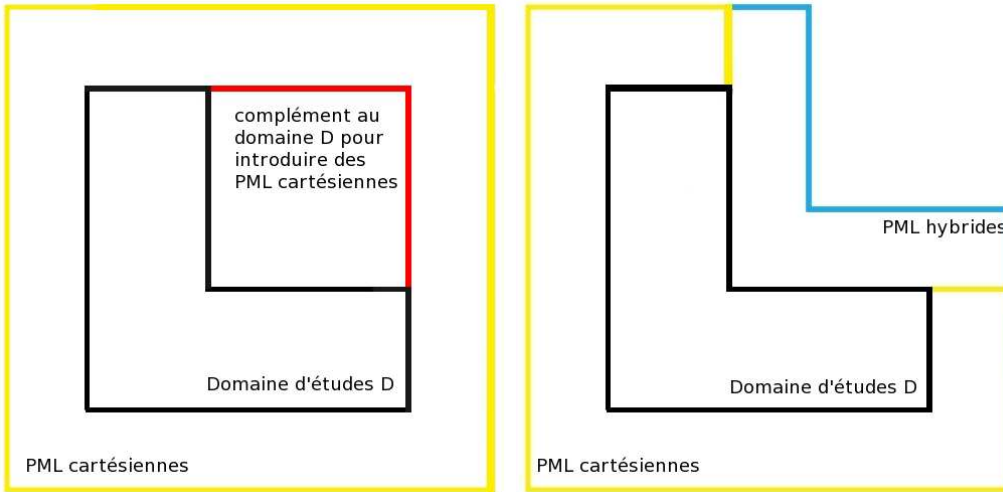 complément au
domaine D pour
introduire des
PML cartésiennes
Domaine d'études D
PML cartésiennes
PML hybrides
Domaine d'études D
PML cartésiennes